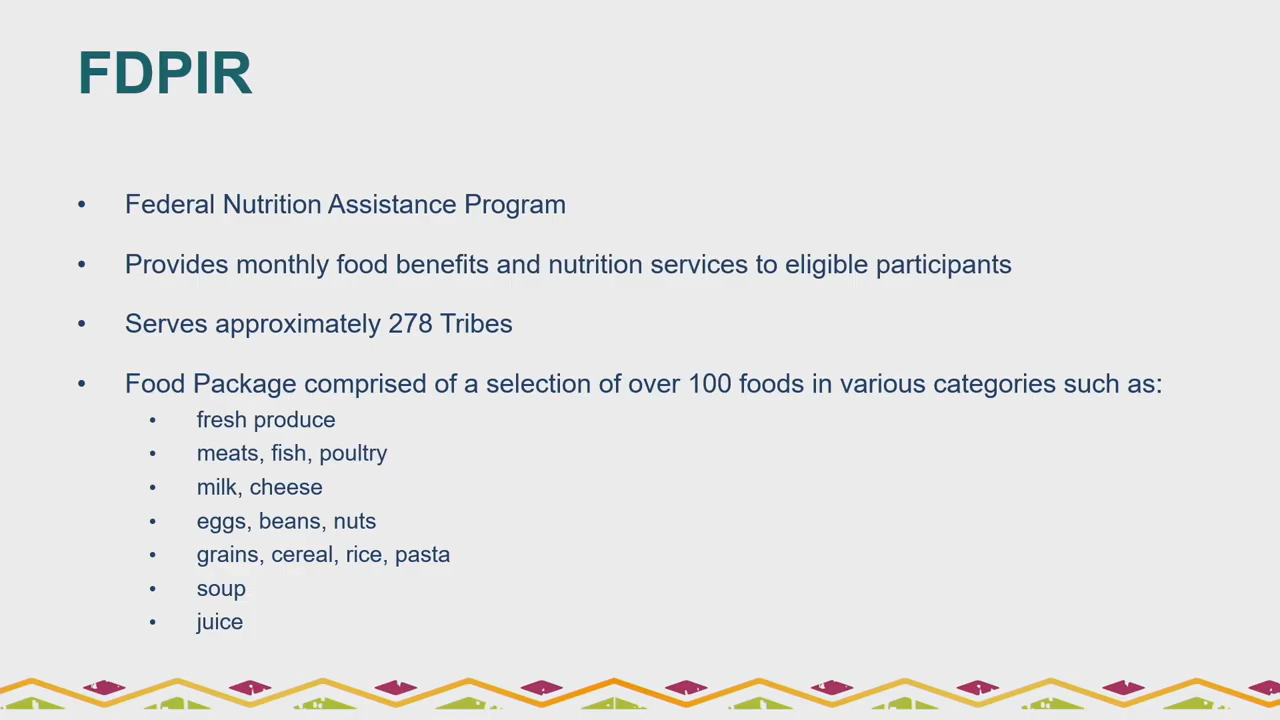 FDPIR
• Federal Nutrition Assistance Program
• Provides monthly food benefits and nutrition services to eligible participants
• Serves approximately 278 Tribes
• Food Package comprised of a selection of over 100 foods in various categories such as:
• fresh produce
• meats, fish, poultry
• milk, cheese
• eggs, beans, nuts
• grains, cereal, rice, pasta
• soup
• juice